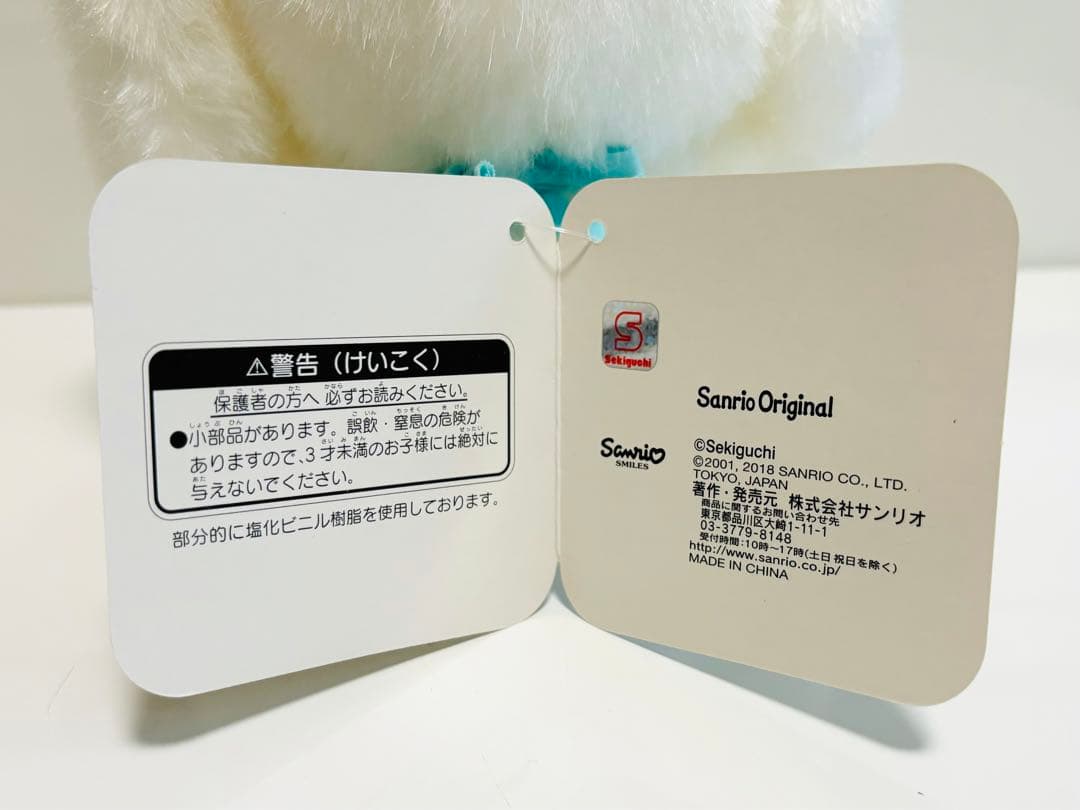 ⚠警告（けいこく）
保護者の方へ 必ずお読みください。
●小部品があります。誤飲・窒息の危険が
ありますので、3才未満のお子様には絶対に
与えないでください。
部分的に塩化ビニル樹脂を使用しております。
S
Sekiguchi
Sanrio Original
Sanrio
SMILES
©Sekiguchi
©2001, 2018 SANRIO CO., LTD.
TOKYO, JAPAN
著作・発売元 株式会社サンリオ
商品に関するお問い合わせ先
東京都品川区大崎1-11-1
03-3779-8148
受付時間：10時～17時(土日 祝日を除く)
http://www.sanrio.co.jp/
MADE IN CHINA